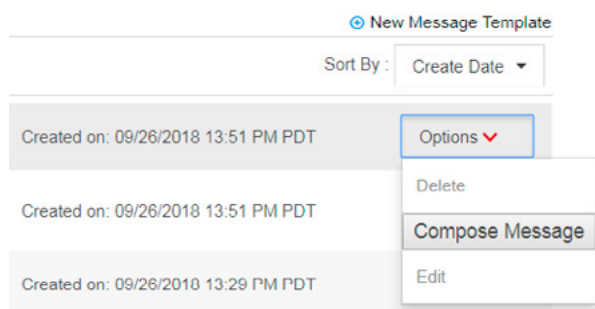 New Message Template
Sort By : Create Date
Created on: 09/26/2018 13:51 PM PDT Options
Delete
Created on: 09/26/2018 13:51 PM PDT
Compose Message
Edit
Created on: 09/26/2018 13:29 PM PDT